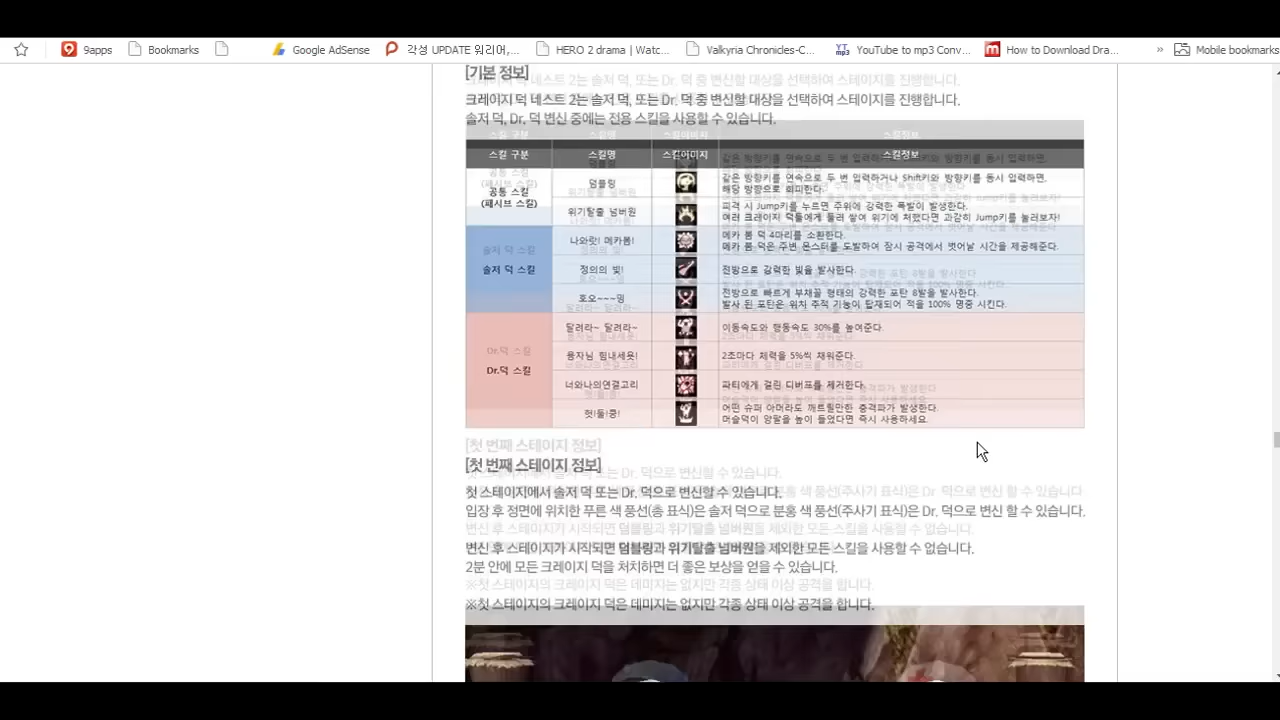 9apps
Bookmarks
Google AdSense
각성 UPDATE 워리어,...
HERO 2 drama | Watc...
Valkyria Chronicles-C...
YouTube to mp3 Conv...
How to Download Dra...
»
Mobile bookmarks
[기본 정보]
크레이지 덕 네스트 2는 솔저 덕, 또는 Dr. 덕 중 변신할 대상을 선택하여 스테이지를 진행합니다.
솔저 덕, Dr. 덕 변신 중에는 전용 스킬을 사용할 수 있습니다.
스킬 구분 스킬명 스킬이미지 스킬정보
공통 스킬
(패시브 스킬)
덤블링
같은 방향키를 연속으로 두 번 입력하거나 Shift키와 방향키를 동시 입력하면,
해당 방향으로 회피한다.
위기탈출 넘버원
피격 시 Jump키를 누르면 주위에 강력한 폭발이 발생한다.
여러 크레이지 덕들에게 둘러 쌓여 위기에 처했다면 과감히 Jump키를 눌러보자!
솔저 덕 스킬
나와랏! 메카봄!
메카 봄 덕 4마리를 소환한다.
메카 봄 덕은 주변 몬스터를 도발하여 잠시 공격에서 벗어날 시간을 제공해준다.
정의의 빛!
전방으로 강력한 빛을 발사한다.
호오~~~밍
전방으로 빠르게 부채꼴 형태의 강력한 포탄 8발을 발사한다.
발사 된 포탄은 위치 추적 기능이 탑재되어 적을 100% 명중 시킨다.
Dr.덕 스킬
달려라~ 달려라~
이동속도와 행동속도 30%를 높여준다.
용자님 힘내세욧!
2초마다 체력을 5%씩 채워준다.
너와나의연결고리
파티에게 걸린 디버프를 제거한다.
헛!둘!콩!
어떤 슈퍼 아머라도 깨트릴만한 충격파가 발생한다.
머슬덕이 양팔을 높이 들었다면 즉시 사용하세요.
[첫 번째 스테이지 정보]
첫 스테이지에서 솔저 덕 또는 Dr. 덕으로 변신할 수 있습니다.
입장 후 정면에 위치한 푸른 색 풍선(총 표식)은 솔저 덕으로 분홍 색 풍선(주사기 표식)은 Dr. 덕으로 변신 할 수 있습니다.
변신 후 스테이지가 시작되면 덤블링과 위기탈출 넘버원을 제외한 모든 스킬을 사용할 수 없습니다.
2분 안에 모든 크레이지 덕을 처치하면 더 좋은 보상을 얻을 수 있습니다.
※첫 스테이지의 크레이지 덕은 데미지는 없지만 각종 상태 이상 공격을 합니다.